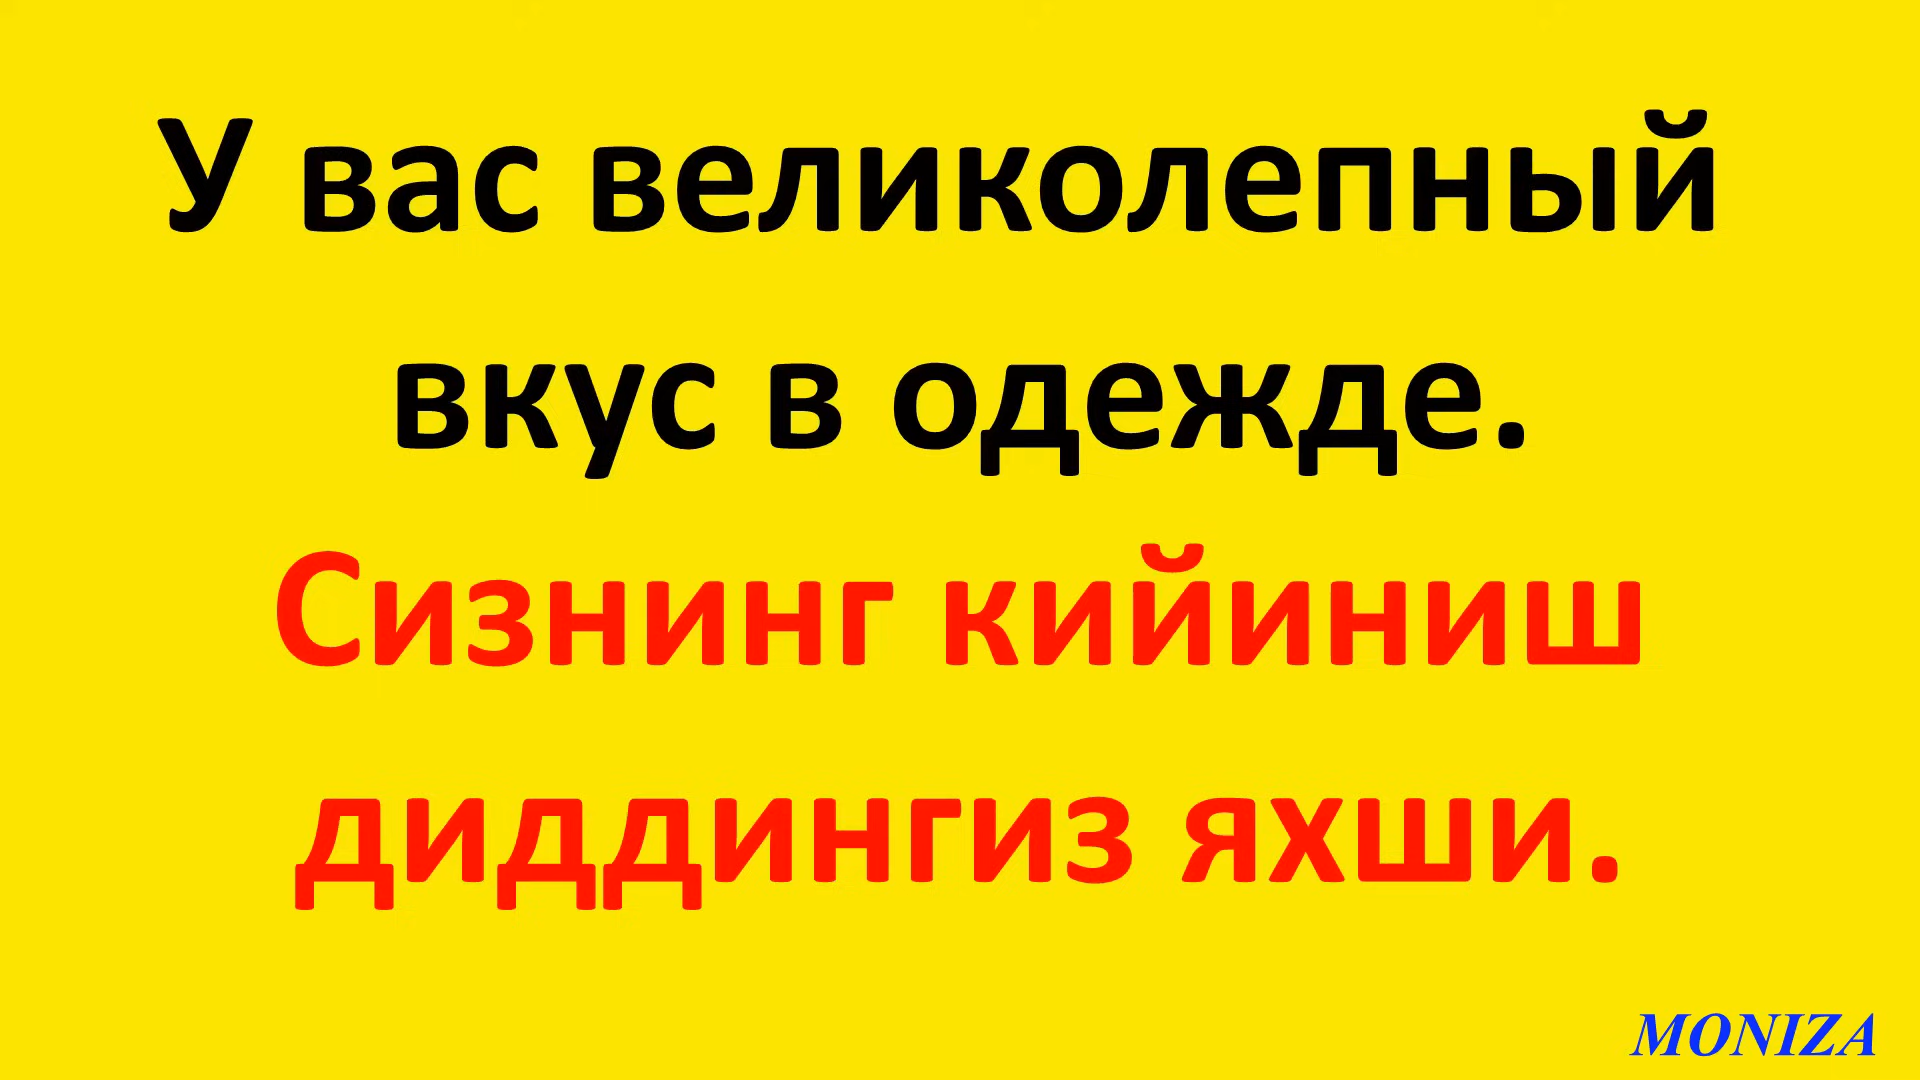 У вас великолепный
вкус в одежде.
Сизнинг кийиниш
диддингиз яхши.
MONIZA